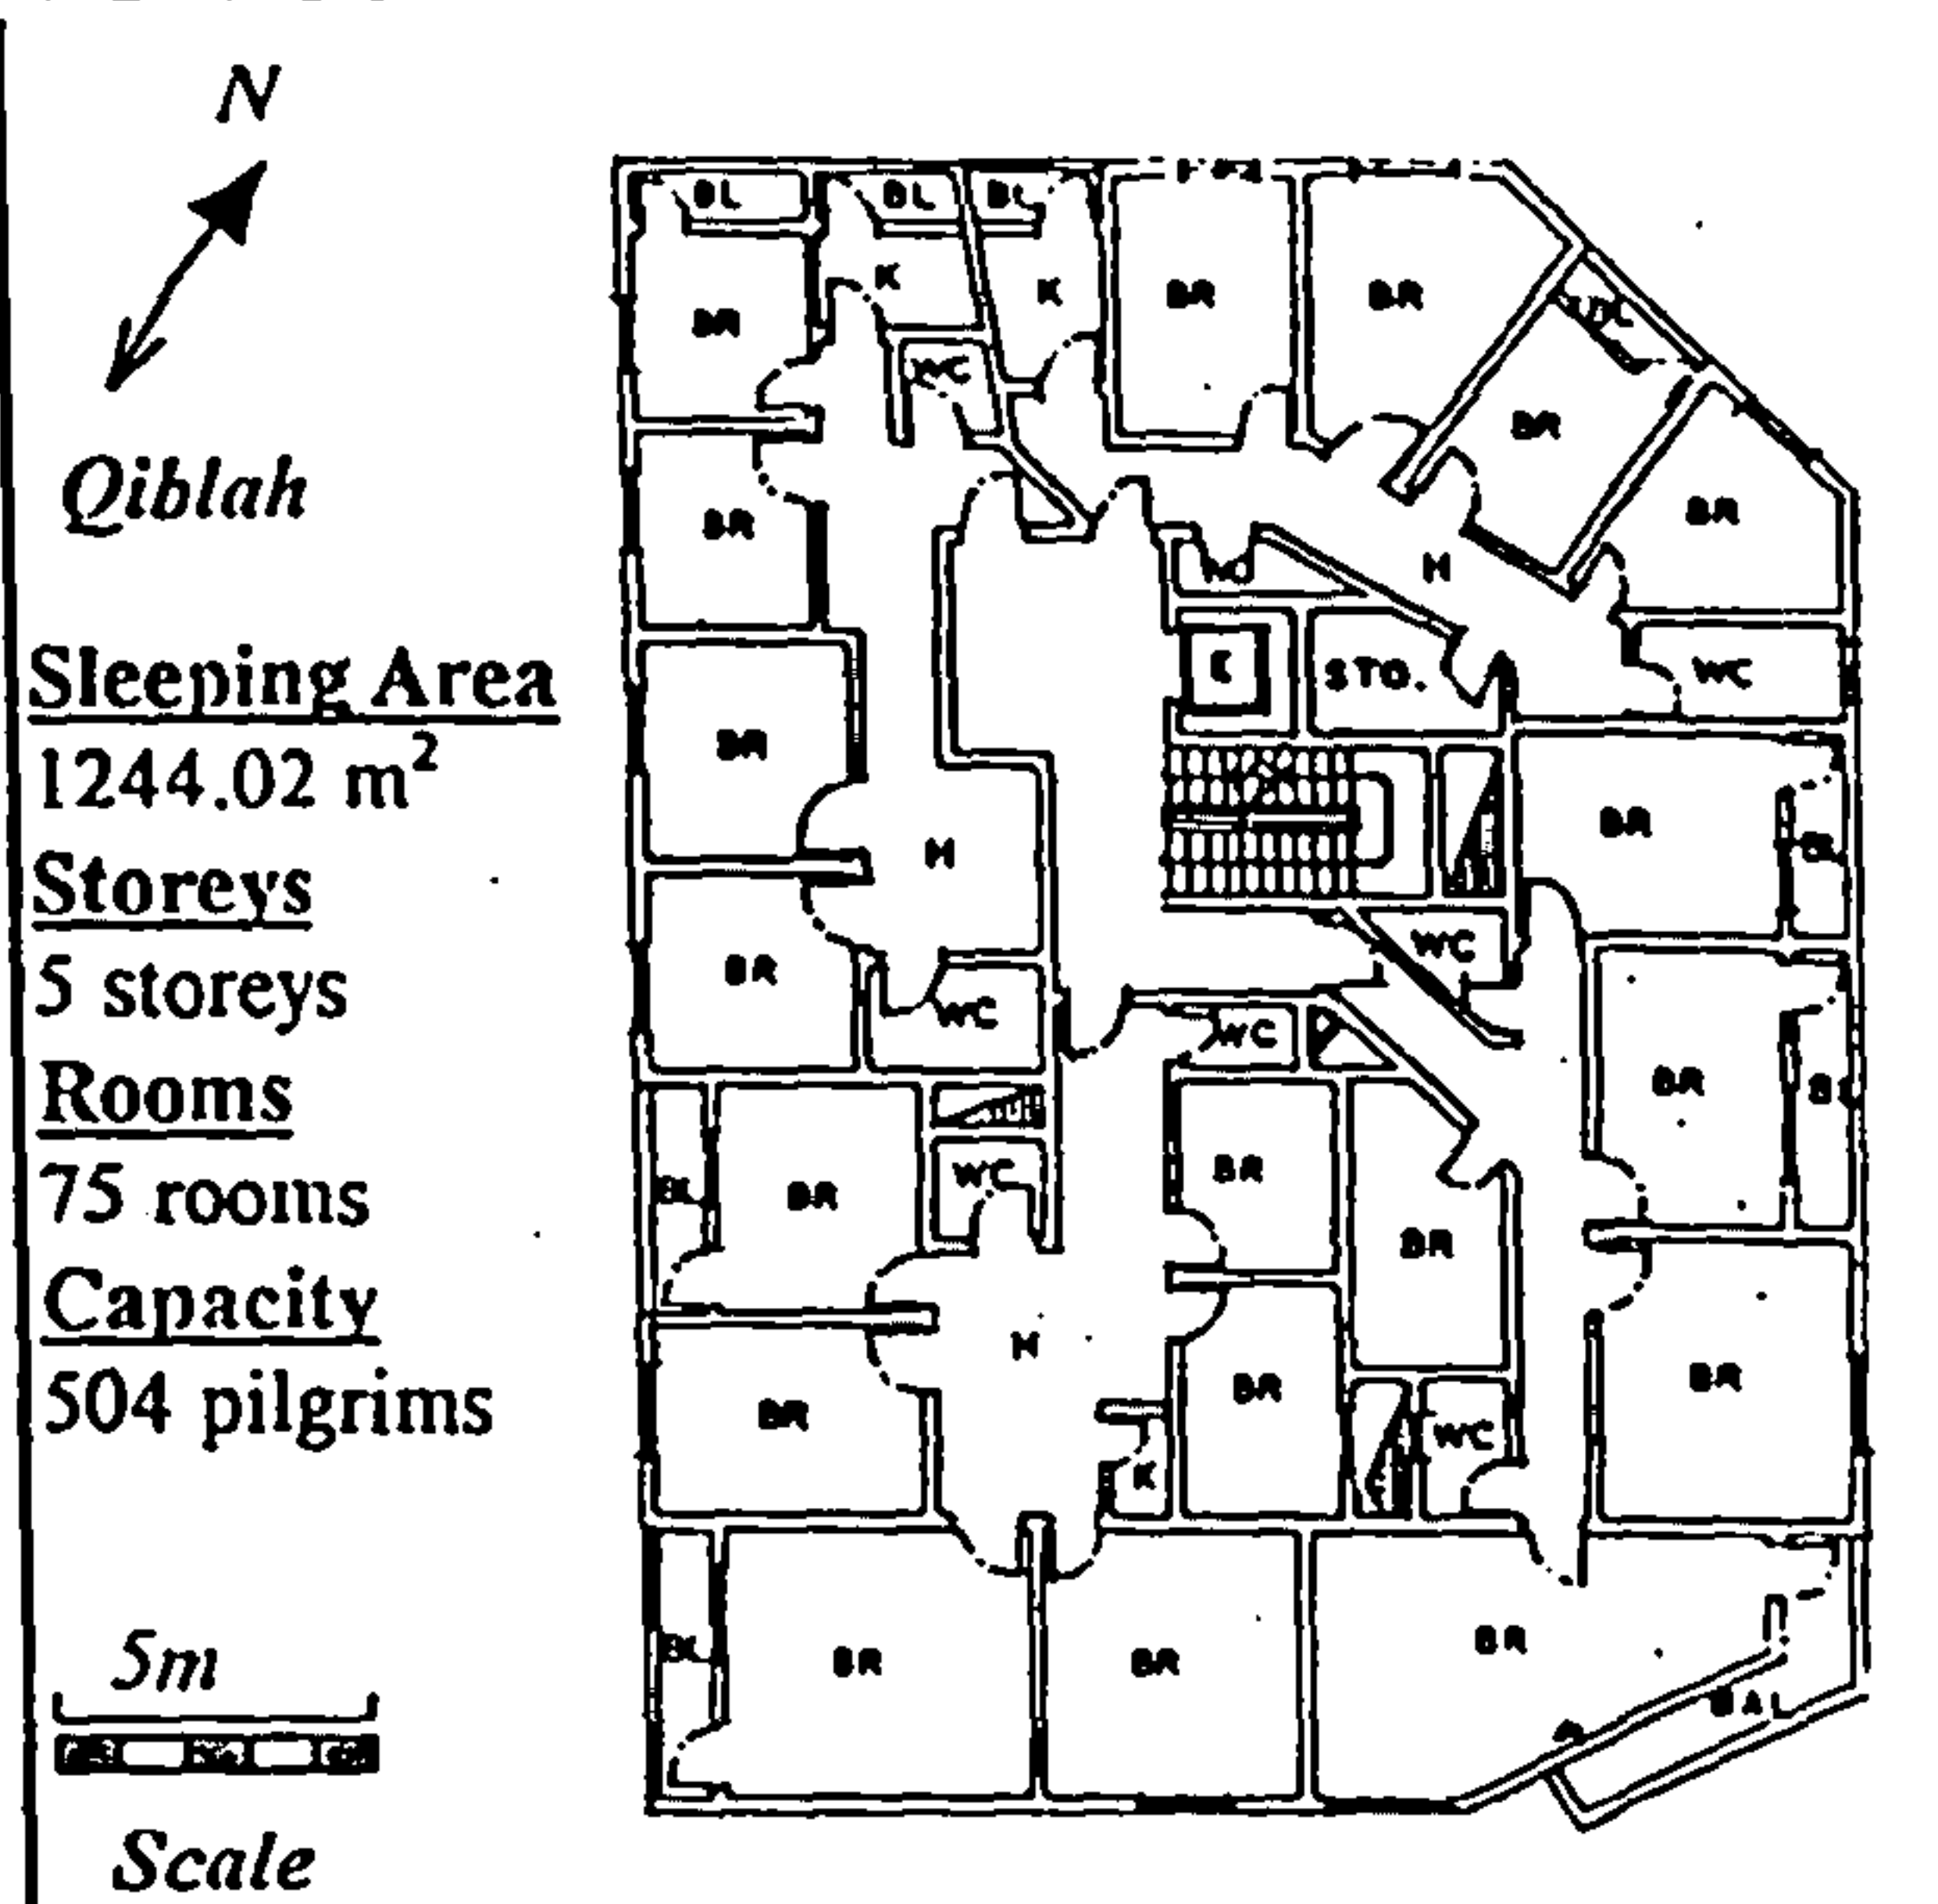 N
Qiblah
Sleeping Area
1244.02 m²
Storeys
5 storeys
Rooms
75 rooms
Capacity
504 pilgrims
5m
Scale
BL BL BL
K K BR BR
BR WC
BR BR
BR H
STO. WC
BR BR
H
BR WC WC
WC BR
WC BR BR
BR BR
H BR BR
BR K WC
BR BR BR
BAL